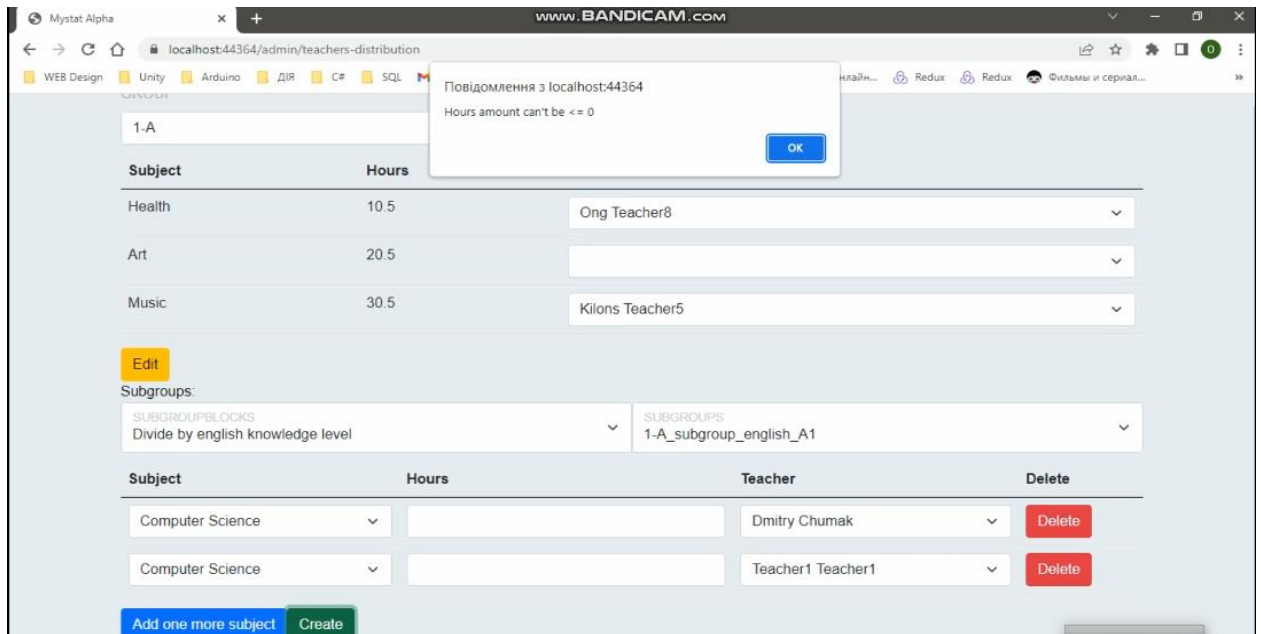 Mystat Alpha
www.BANDICAM.com
localhost:44364/admin/teachers-distribution
O
WEB Design Unity Arduino ДІЯ C# SQL Redux Redux Фильмы и сериал...
Повідомлення з localhost:44364
Hours amount can't be <= 0
OK
GROUP
1-A
Subject Hours
Health 10.5 Ong Teacher8
Art 20.5
Music 30.5 Kilons Teacher5
Edit
Subgroups:
SUBGROUPBLOCKS SUBGROUPS
Divide by english knowledge level 1-A_subgroup_english_A1
Subject Hours Teacher Delete
Computer Science Dmitry Chumak Delete
Computer Science Teacher1 Teacher1 Delete
Add one more subject Create